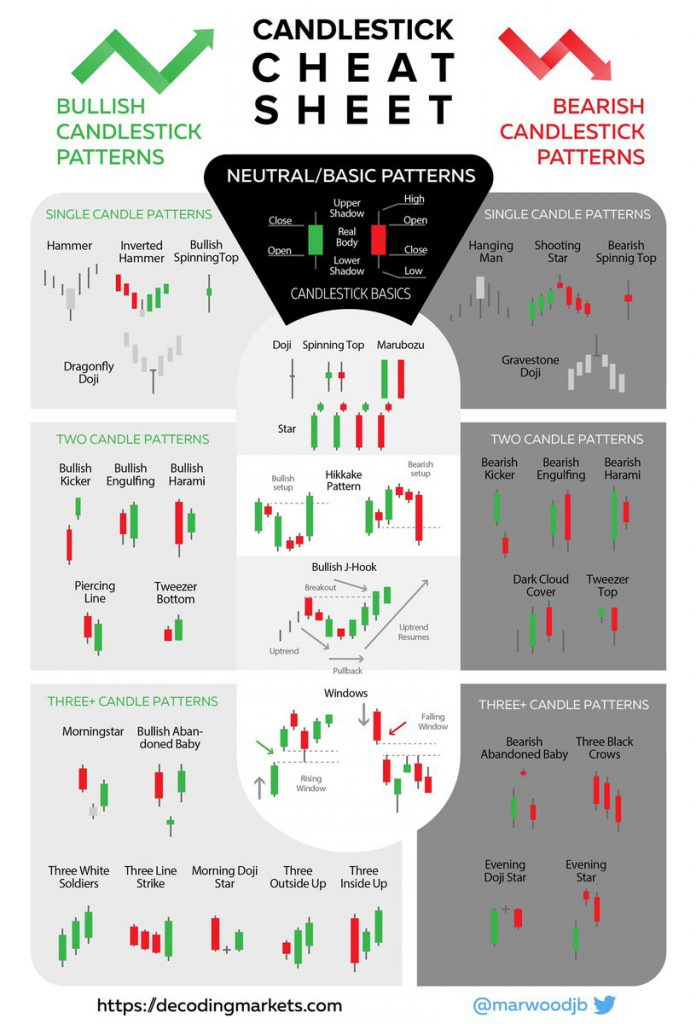 CANDLESTICK
CHEAT
SHEET
BULLISH
CANDLESTICK
PATTERNS
BEARISH
CANDLESTICK
PATTERNS
NEUTRAL/BASIC PATTERNS
Close
Open
Upper
Shadow
Real
Body
Lower
Shadow
High
Open
Close
Low
CANDLESTICK BASICS
SINGLE CANDLE PATTERNS
Hammer
Inverted
Hammer
Bullish
SpinningTop
Dragonfly
Doji
SINGLE CANDLE PATTERNS
Hanging
Man
Shooting
Star
Bearish
Spinnig Top
Gravestone
Doji
Doji
Spinning Top
Marubozu
Star
TWO CANDLE PATTERNS
Bullish
Kicker
Bullish
Engulfing
Bullish
Harami
Piercing
Line
Tweezer
Bottom
Bullish
setup
Hikkake
Pattern
Bearish
setup
Bullish J-Hook
Breakout
Uptrend
Pullback
Uptrend
Resumes
TWO CANDLE PATTERNS
Bearish
Kicker
Bearish
Engulfing
Bearish
Harami
Dark Cloud
Cover
Tweezer
Top
THREE+ CANDLE PATTERNS
Morningstar
Bullish Aban-
doned Baby
Three White
Soldiers
Three Line
Strike
Morning Doji
Star
Three
Outside Up
Three
Inside Up
Windows
Rising
Window
Falling
Window
THREE+ CANDLE PATTERNS
Bearish
Abandoned Baby
Three Black
Crows
Evening
Doji Star
Evening
Star
https://decodingmarkets.com
@marwoodjb